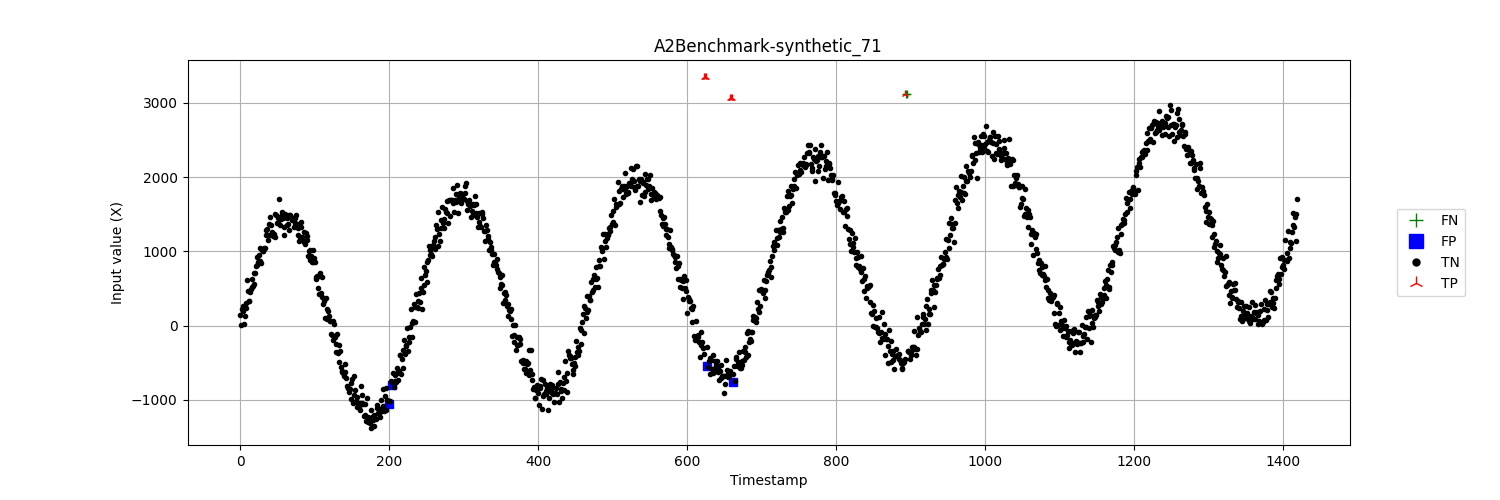 A2Benchmark-synthetic_71
3000
2000
1000
0
−1000
Input value (X)
0 200 400 600 800 1000 1200 1400
Timestamp
FN
FP
TN
TP